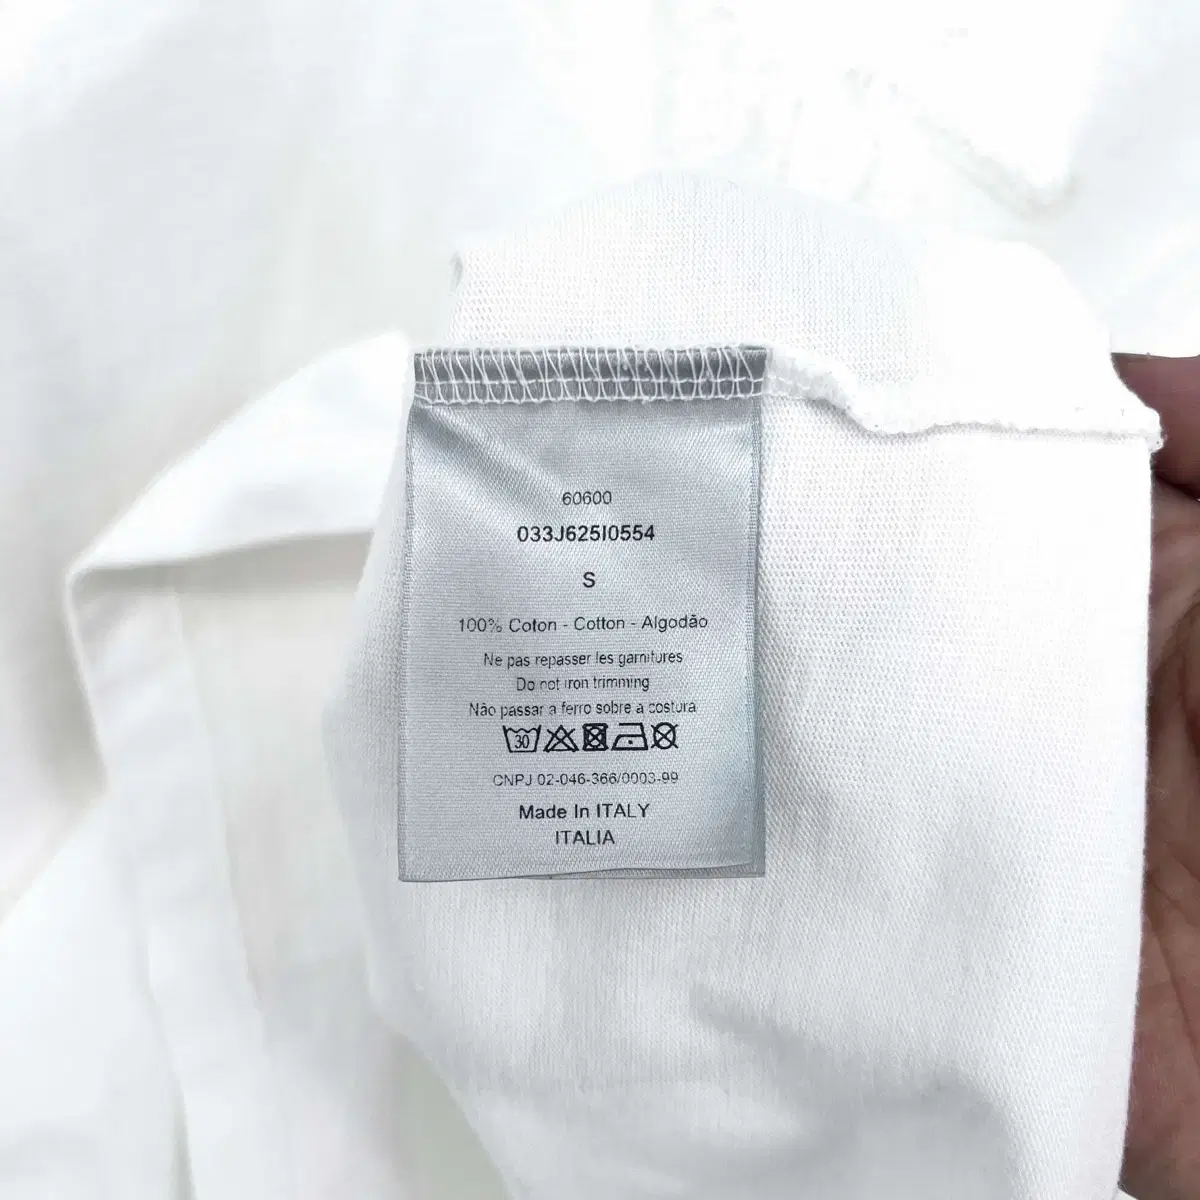 60600
033J625I0554
S
100% Coton - Cotton - Algodão
Ne pas repasser les garnitures
Do not iron trimming
Não passar a ferro sobre a costura
30
CNPJ 02-046-366/0003-99
Made In ITALY
ITALIA